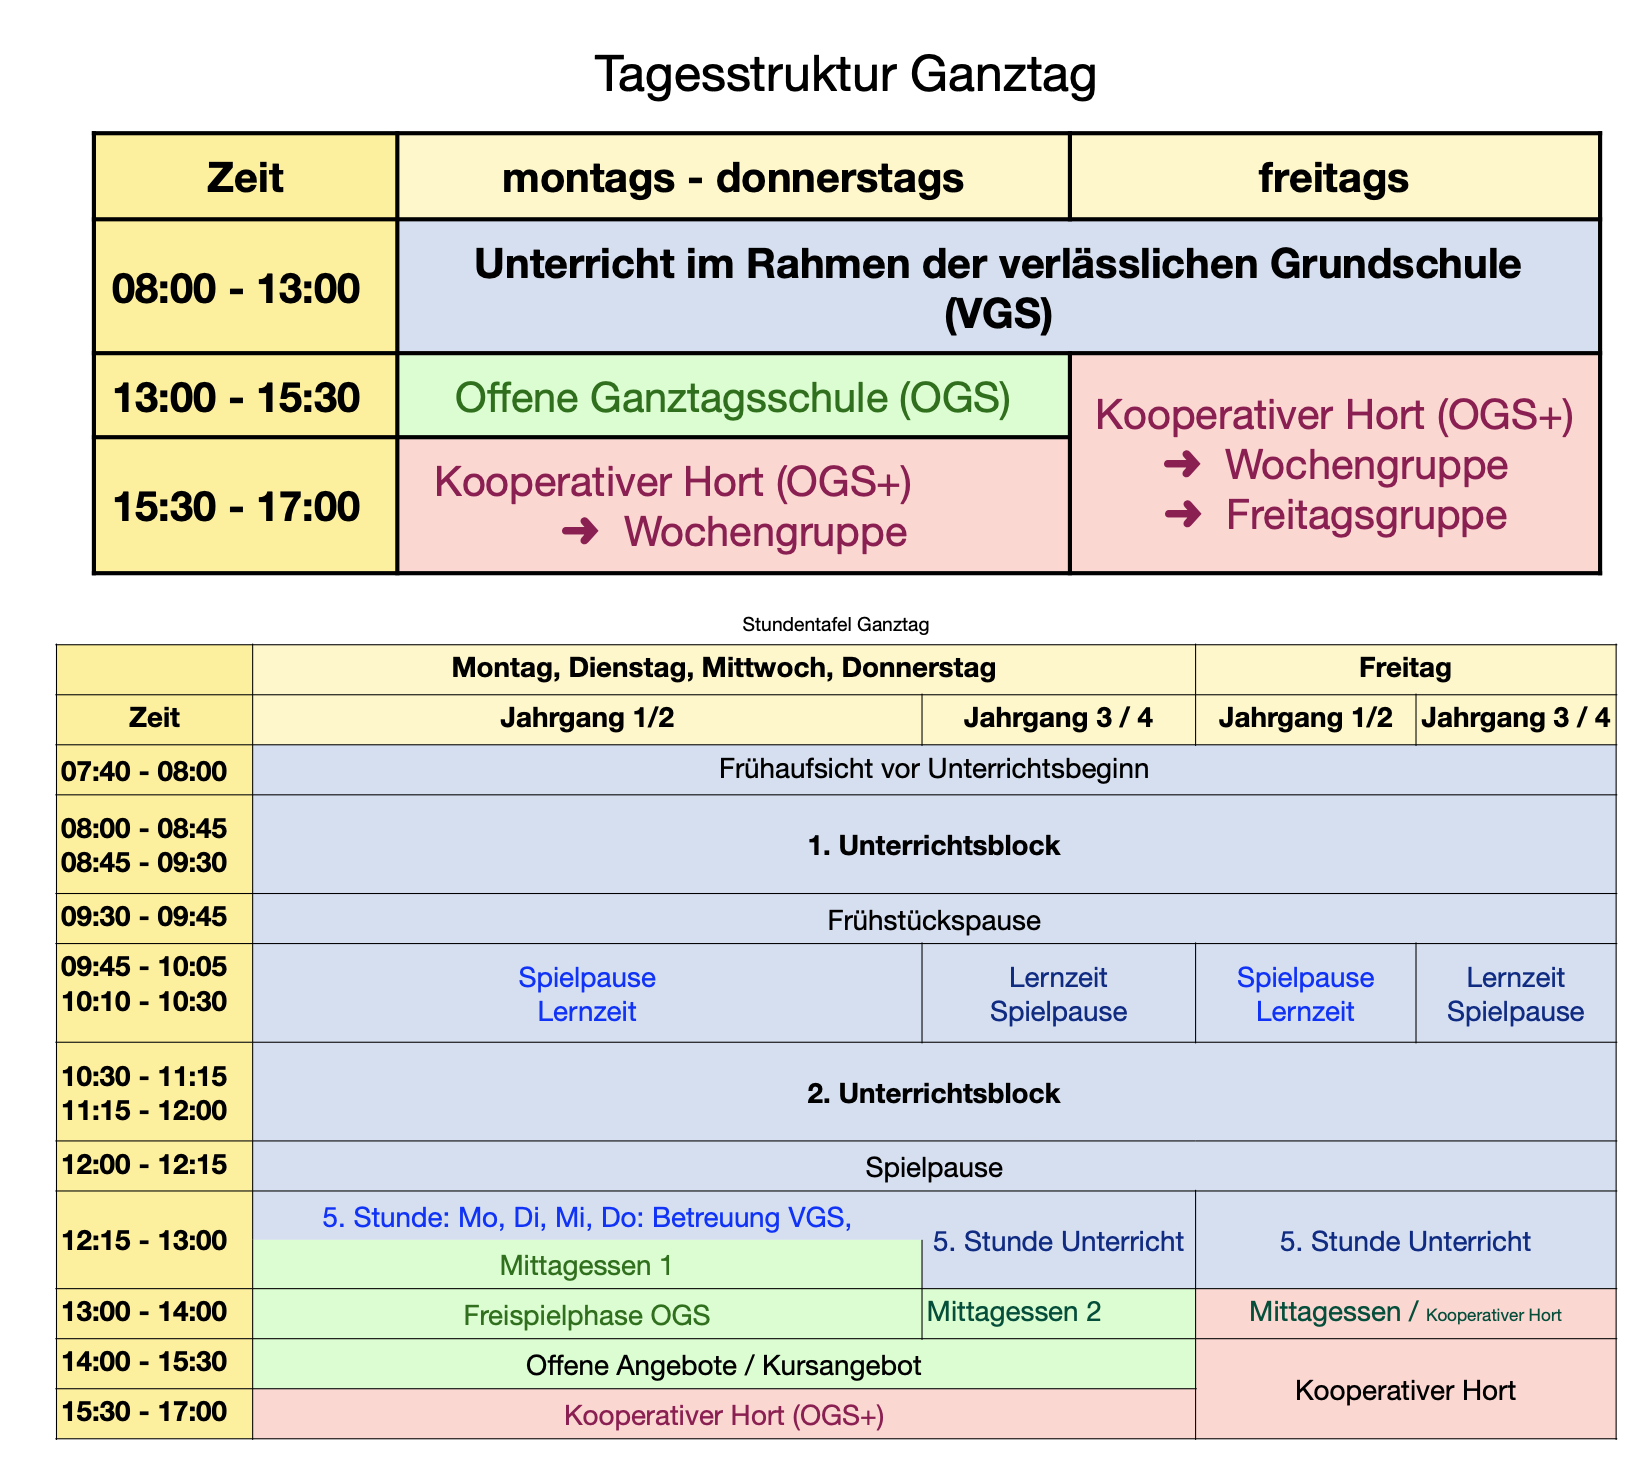 Tagesstruktur Ganztag
Zeit montags - donnerstags freitags
08:00 - 13:00 Unterricht im Rahmen der verlässlichen Grundschule
(VGS)
13:00 - 15:30 Offene Ganztagsschule (OGS)
Kooperativer Hort (OGS+)
➜ Wochengruppe
➜ Freitagsgruppe
15:30 - 17:00 Kooperativer Hort (OGS+)
➜ Wochengruppe
Stundentafel Ganztag
Montag, Dienstag, Mittwoch, Donnerstag Freitag
Zeit Jahrgang 1/2 Jahrgang 3 / 4 Jahrgang 1/2 Jahrgang 3 / 4
07:40 - 08:00 Frühaufsicht vor Unterrichtsbeginn
08:00 - 08:45
08:45 - 09:30
1. Unterrichtsblock
09:30 - 09:45 Frühstückspause
09:45 - 10:05 Spielpause Lernzeit Spielpause Lernzeit
10:10 - 10:30 Lernzeit Spielpause Lernzeit Spielpause
10:30 - 11:15
11:15 - 12:00
2. Unterrichtsblock
12:00 - 12:15 Spielpause
12:15 - 13:00
5. Stunde: Mo, Di, Mi, Do: Betreuung VGS,
Mittagessen 1
5. Stunde Unterricht 5. Stunde Unterricht
13:00 - 14:00 Freispielphase OGS Mittagessen 2 Mittagessen / Kooperativer Hort
14:00 - 15:30 Offene Angebote / Kursangebot
Kooperativer Hort
15:30 - 17:00 Kooperativer Hort (OGS+)